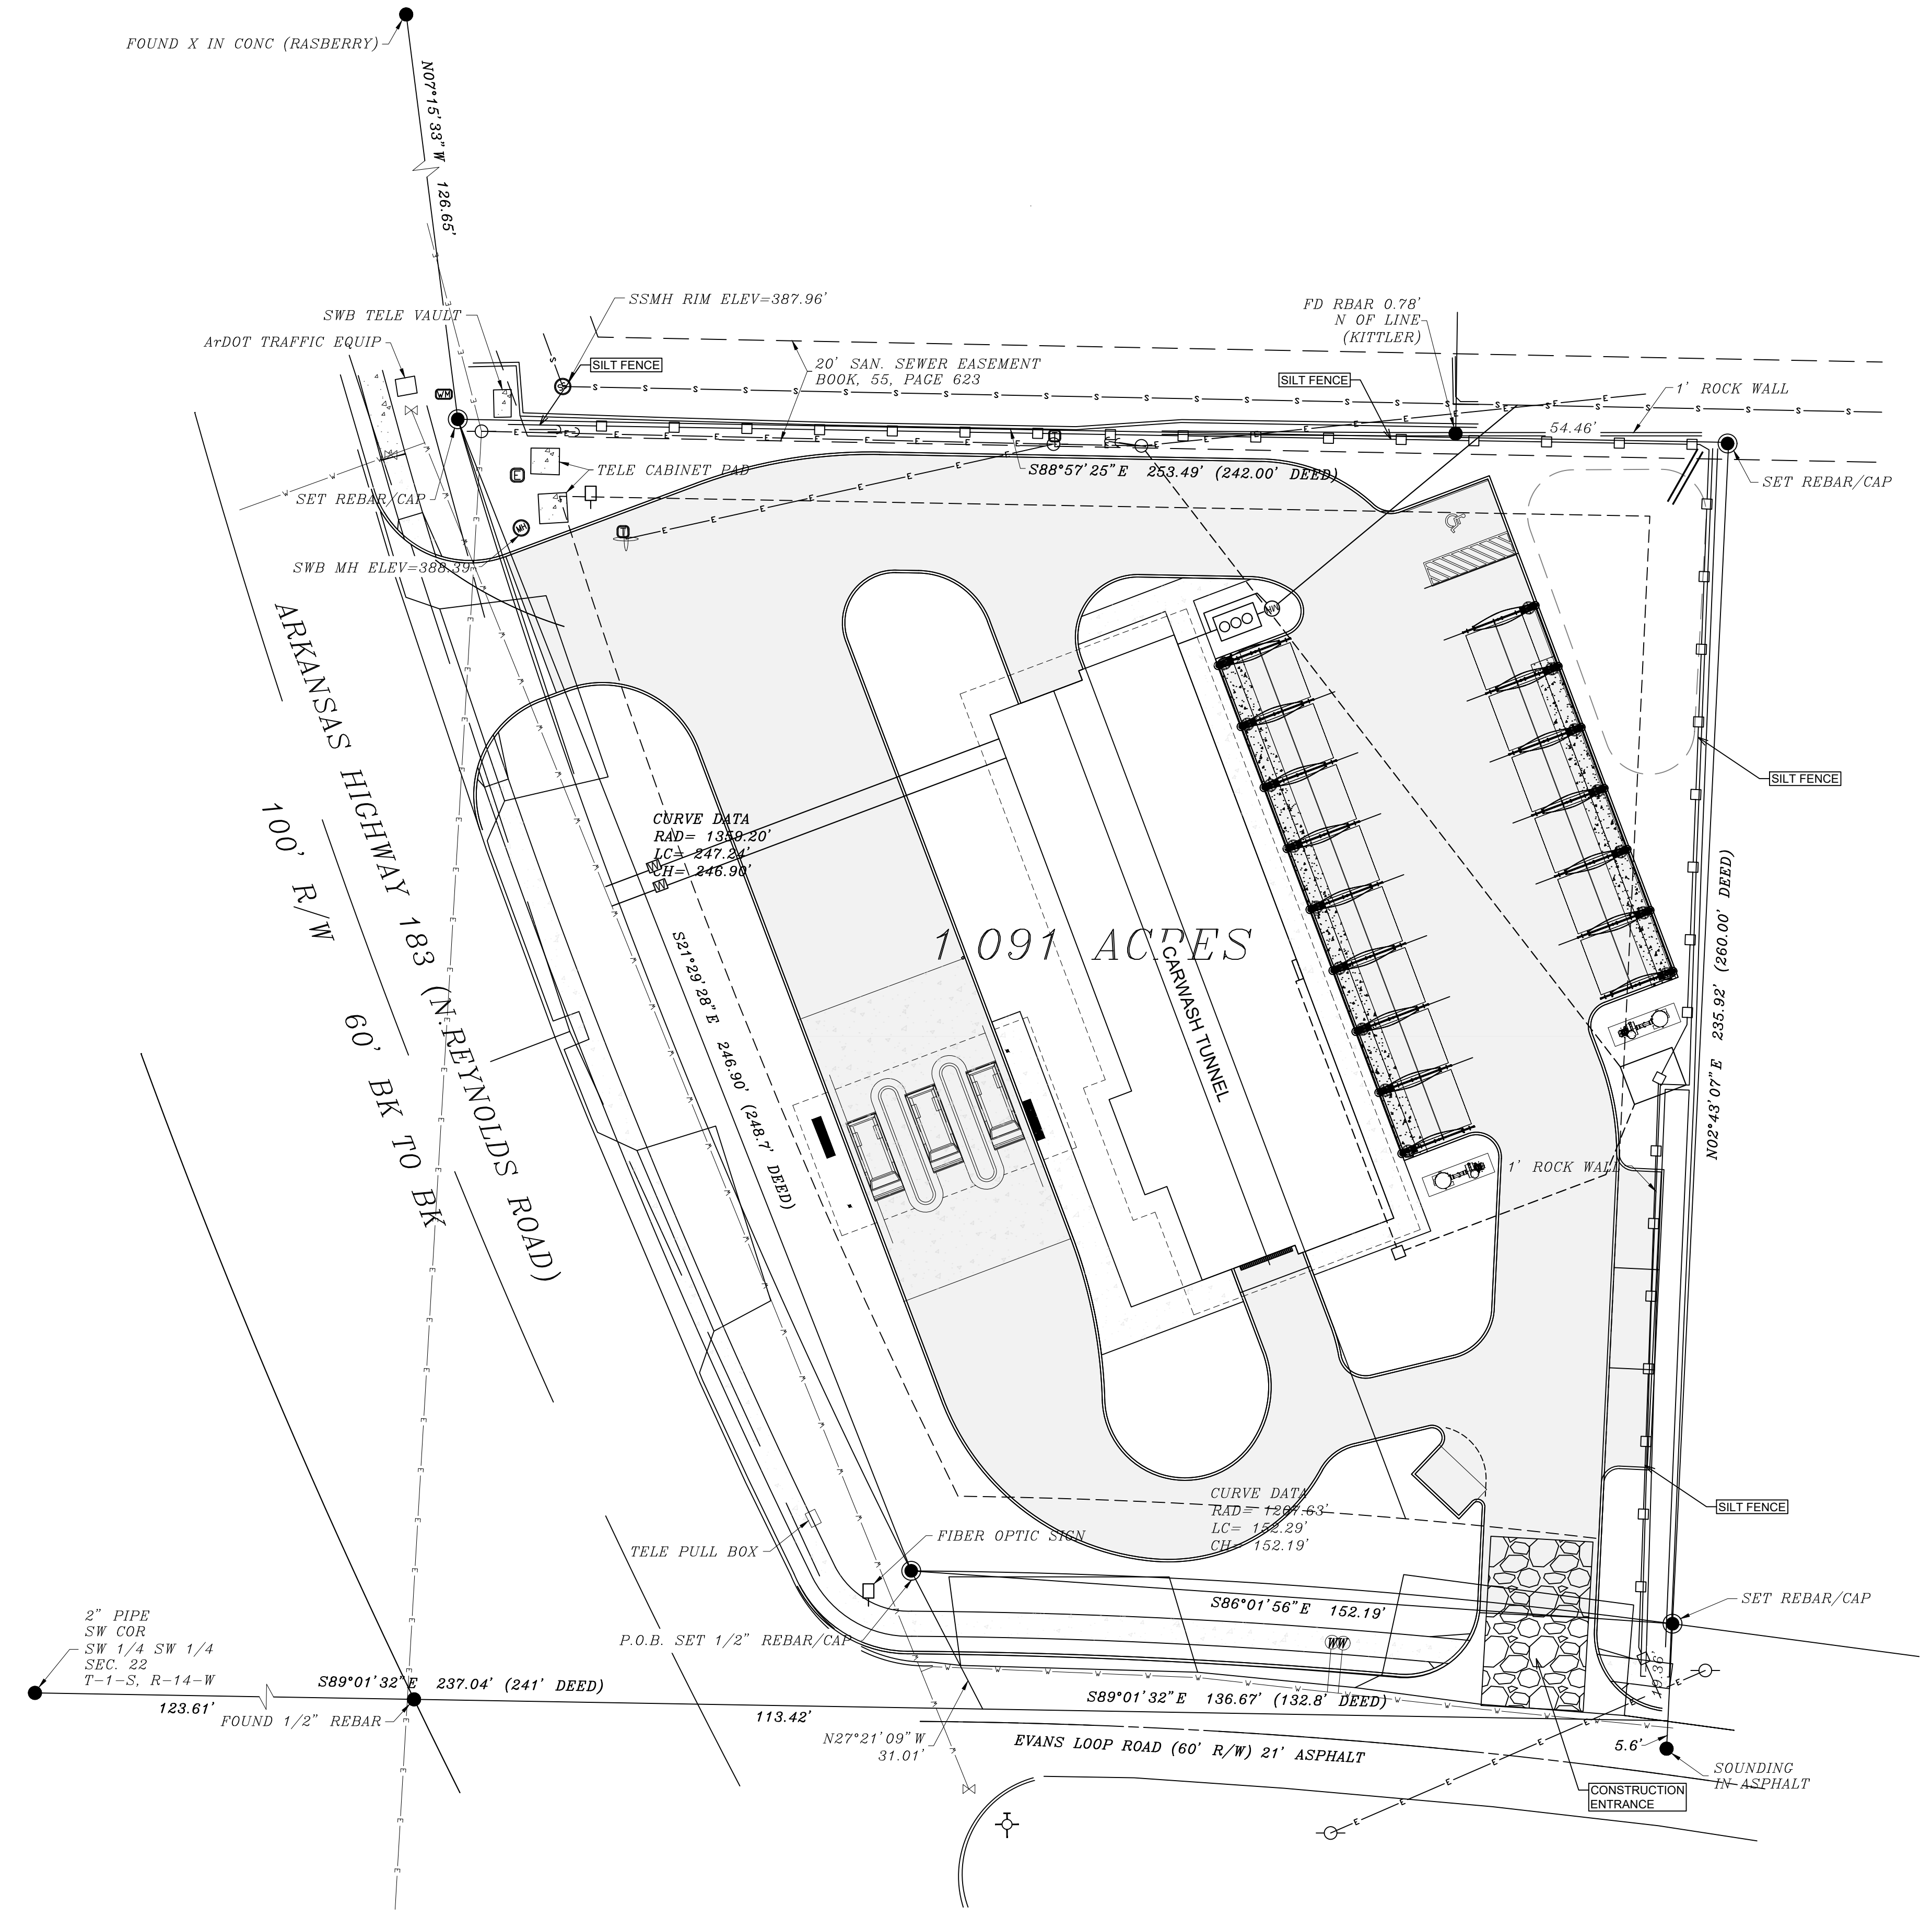 FOUND X IN CONC (RASBERRY)
N07°15'33"W 126.65'
SSMH RIM ELEV=387.96'
SWB TELE VAULT
ArDOT TRAFFIC EQUIP
FD RBAR 0.78'
N OF LINE
(KITTLER)
SILT FENCE
20' SAN. SEWER EASEMENT
BOOK, 55, PAGE 623
SILT FENCE
1' ROCK WALL
WM
54.46'
TELE CABINET PAD
S88°57'25"E 253.49' (242.00' DEED)
SET REBAR/CAP
SET REBAR/CAP
E
T
MH
SWB MH ELEV=388.39
ARKANSAS HIGHWAY 183 (N.REYNOLDS ROAD)
100' R/W 60' BK TO BK
MH
SILT FENCE
CURVE DATA
RAD= 1359.20'
LC= 247.24'
CH= 246.90'
W
W
S21°29'28"E 246.90' (248.7' DEED)
1 091 ACRES
CARWASH TUNNEL
N02°43'07"E 235.92' (260.00' DEED)
1' ROCK WALL
CURVE DATA
RAD= 1207.63'
LC= 152.29'
CH= 152.19'
SILT FENCE
FIBER OPTIC SIGN
TELE PULL BOX
S86°01'56"E 152.19'
SET REBAR/CAP
2" PIPE
SW COR
SW 1/4 SW 1/4
SEC. 22
T-1-S, R-14-W
P.O.B. SET 1/2" REBAR/CAP
WW
S89°01'32"E 237.04' (241' DEED)
123.61'
FOUND 1/2" REBAR
113.42'
S89°01'32"E 136.67' (132.8' DEED)
N27°21'09"W
31.01'
EVANS LOOP ROAD (60' R/W) 21' ASPHALT
5.6'
SOUNDING
IN ASPHALT
CONSTRUCTION
ENTRANCE